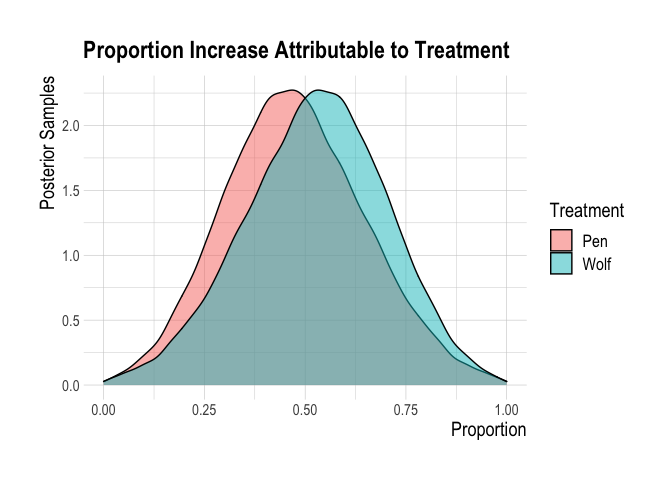 Proportion Increase Attributable to Treatment
Posterior Samples
2.0
1.5
1.0
0.5
0.0
0.00 0.25 0.50 0.75 1.00
Proportion
Treatment
Pen
Wolf